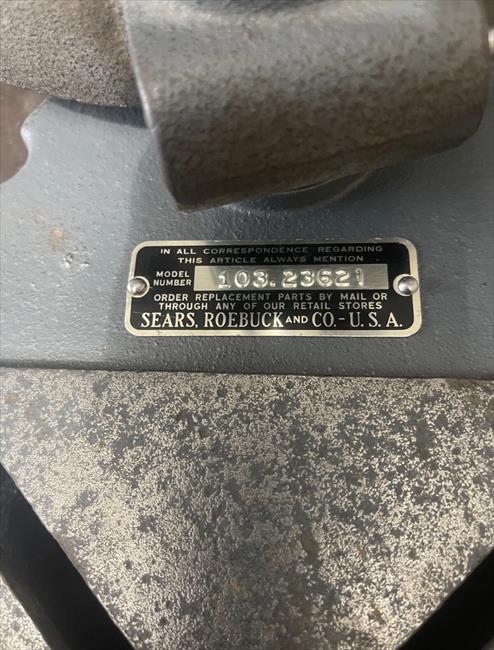 IN ALL CORRESPONDENCE REGARDING
THIS ARTICLE ALWAYS MENTION
MODEL NUMBER 103.23621
ORDER REPLACEMENT PARTS BY MAIL OR
THROUGH ANY OF OUR RETAIL STORES
SEARS, ROEBUCK AND CO. - U.S.A.